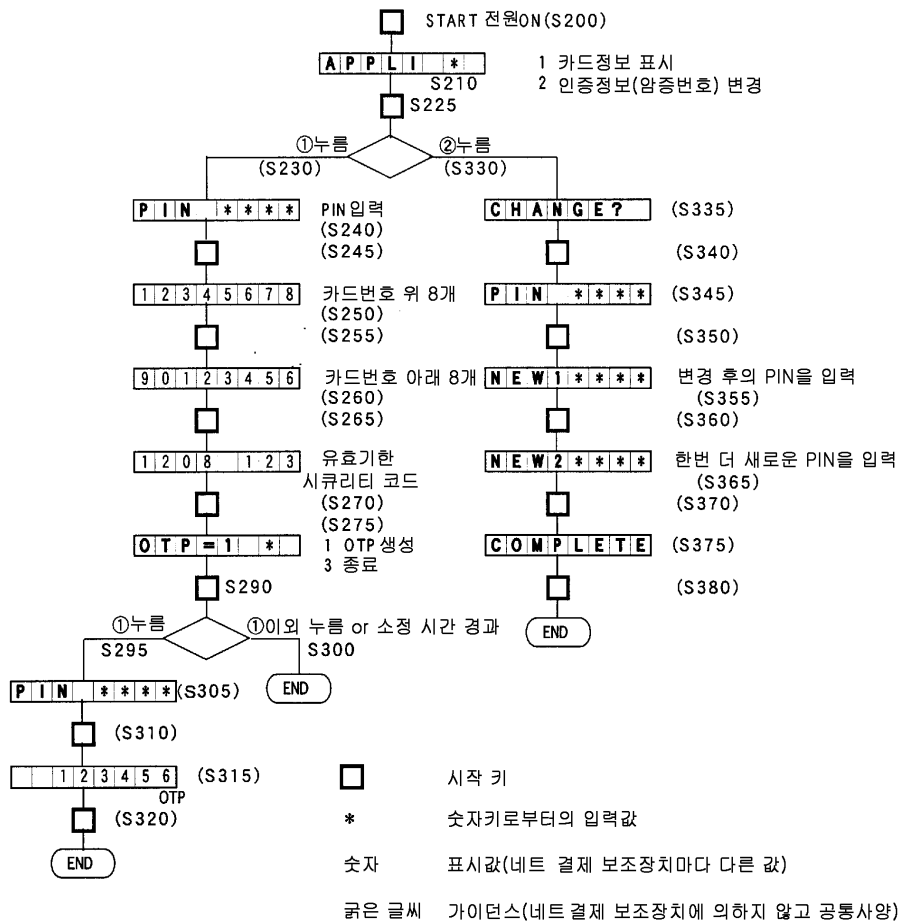 START 전원ON(S200)
APPLI *
S210
1 카드정보 표시
2 인증정보(암증번호) 변경
S225
①누름
(S230)
②누름
(S330)
PIN ****
PIN입력
(S240)
(S245)
CHANGE?
(S335)
(S340)
12345678
카드번호 위 8개
(S250)
(S255)
PIN ****
(S345)
(S350)
90123456
카드번호 아래 8개
(S260)
(S265)
NEW1****
변경 후의 PIN을 입력
(S355)
(S360)
1208 123
유효기한
시큐리티 코드
(S270)
(S275)
NEW2****
한번 더 새로운 PIN을 입력
(S365)
(S370)
OTP=1 *
1 OTP생성
3 종료
COMPLETE
(S375)
S290
(S380)
END
①누름
S295
①이외 누름 or 소정 시간 경과
S300
PIN ****
(S305)
END
(S310)
123456
(S315)
OTP
(S320)
END
시작 키
* 숫자키로부터의 입력값
숫자 표시값(네트 결제 보조장치마다 다른 값)
굵은 글씨 가이던스(네트 결제 보조장치에 의하지 않고 공통사양)